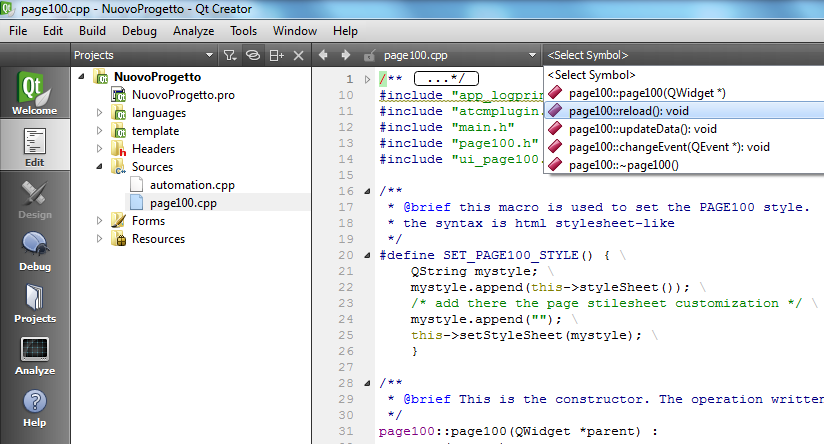 page100.cpp - NuovoProgetto - Qt Creator
File Edit Build Debug Analyze Tools atcmtools Window Help
Projects
page100.cpp
<Select Symbol>
<Select Symbol>
page100::page100(QWidget *)
page100::reload(): void
page100::updateData(): void
page100::changeEvent(QEvent *): void
page100::~page100()
Qt
Welcome
Edit
Design
Debug
Projects
Analyze
Help
NuovoProgetto
NuovoProgetto.pro
languages
template
Headers
Sources
automation.cpp
page100.cpp
Forms
Resources
1 /** ...*/
10 #include "app_logprin
11 #include "atcmplugin.
12 #include "main.h"
13 #include "page100.h"
14 #include "ui_page100.
15
16 /**
17 * @brief this macro is used to set the PAGE100 style.
18 * the syntax is html stylesheet-like
19 */
20 #define SET_PAGE100_STYLE() { \
21 QString mystyle; \
22 mystyle.append(this->styleSheet()); \
23 /* add there the page stilesheet customization */ \
24 mystyle.append(""); \
25 this->setStyleSheet(mystyle); \
26 }
27
28 /**
29 * @brief This is the constructor. The operation written
30 */
31 page100::page100(QWidget *parent) :